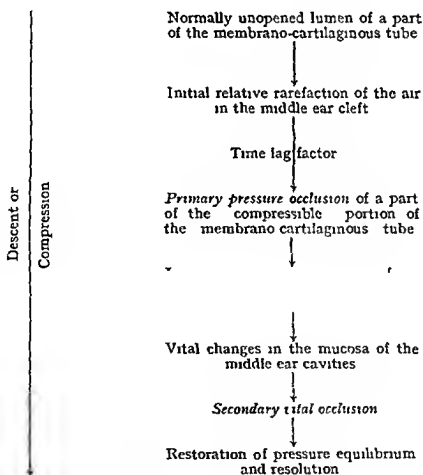 Normally unopened lumen of a part
of the membrano-cartilaginous tube
Initial relative rarefaction of the air
in the middle ear cleft
Time lag factor
Primary pressure occlusion of a part
of the compressible portion of
the membrano cartilaginous tube
Descent or
Compression
Vital changes in the mucosa of the
middle ear cavities
Secondary vital occlusion
Restoration of pressure equilibrium
and resolution